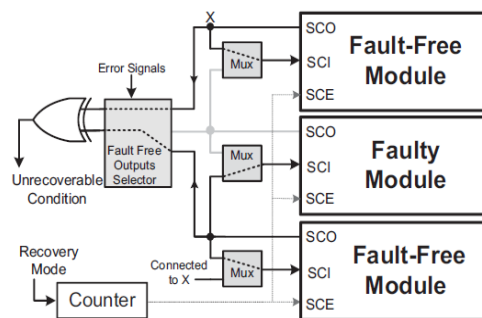 X
SCO
Fault-Free
Module
Mux
SCI
SCE
Error Signals
Fault Free
Outputs
Selector
Unrecoverable
Condition
SCO
Faulty
Module
Mux
SCI
SCE
Recovery
Mode
Counter
Connected
to X
Mux
SCO
Fault-Free
Module
SCI
SCE